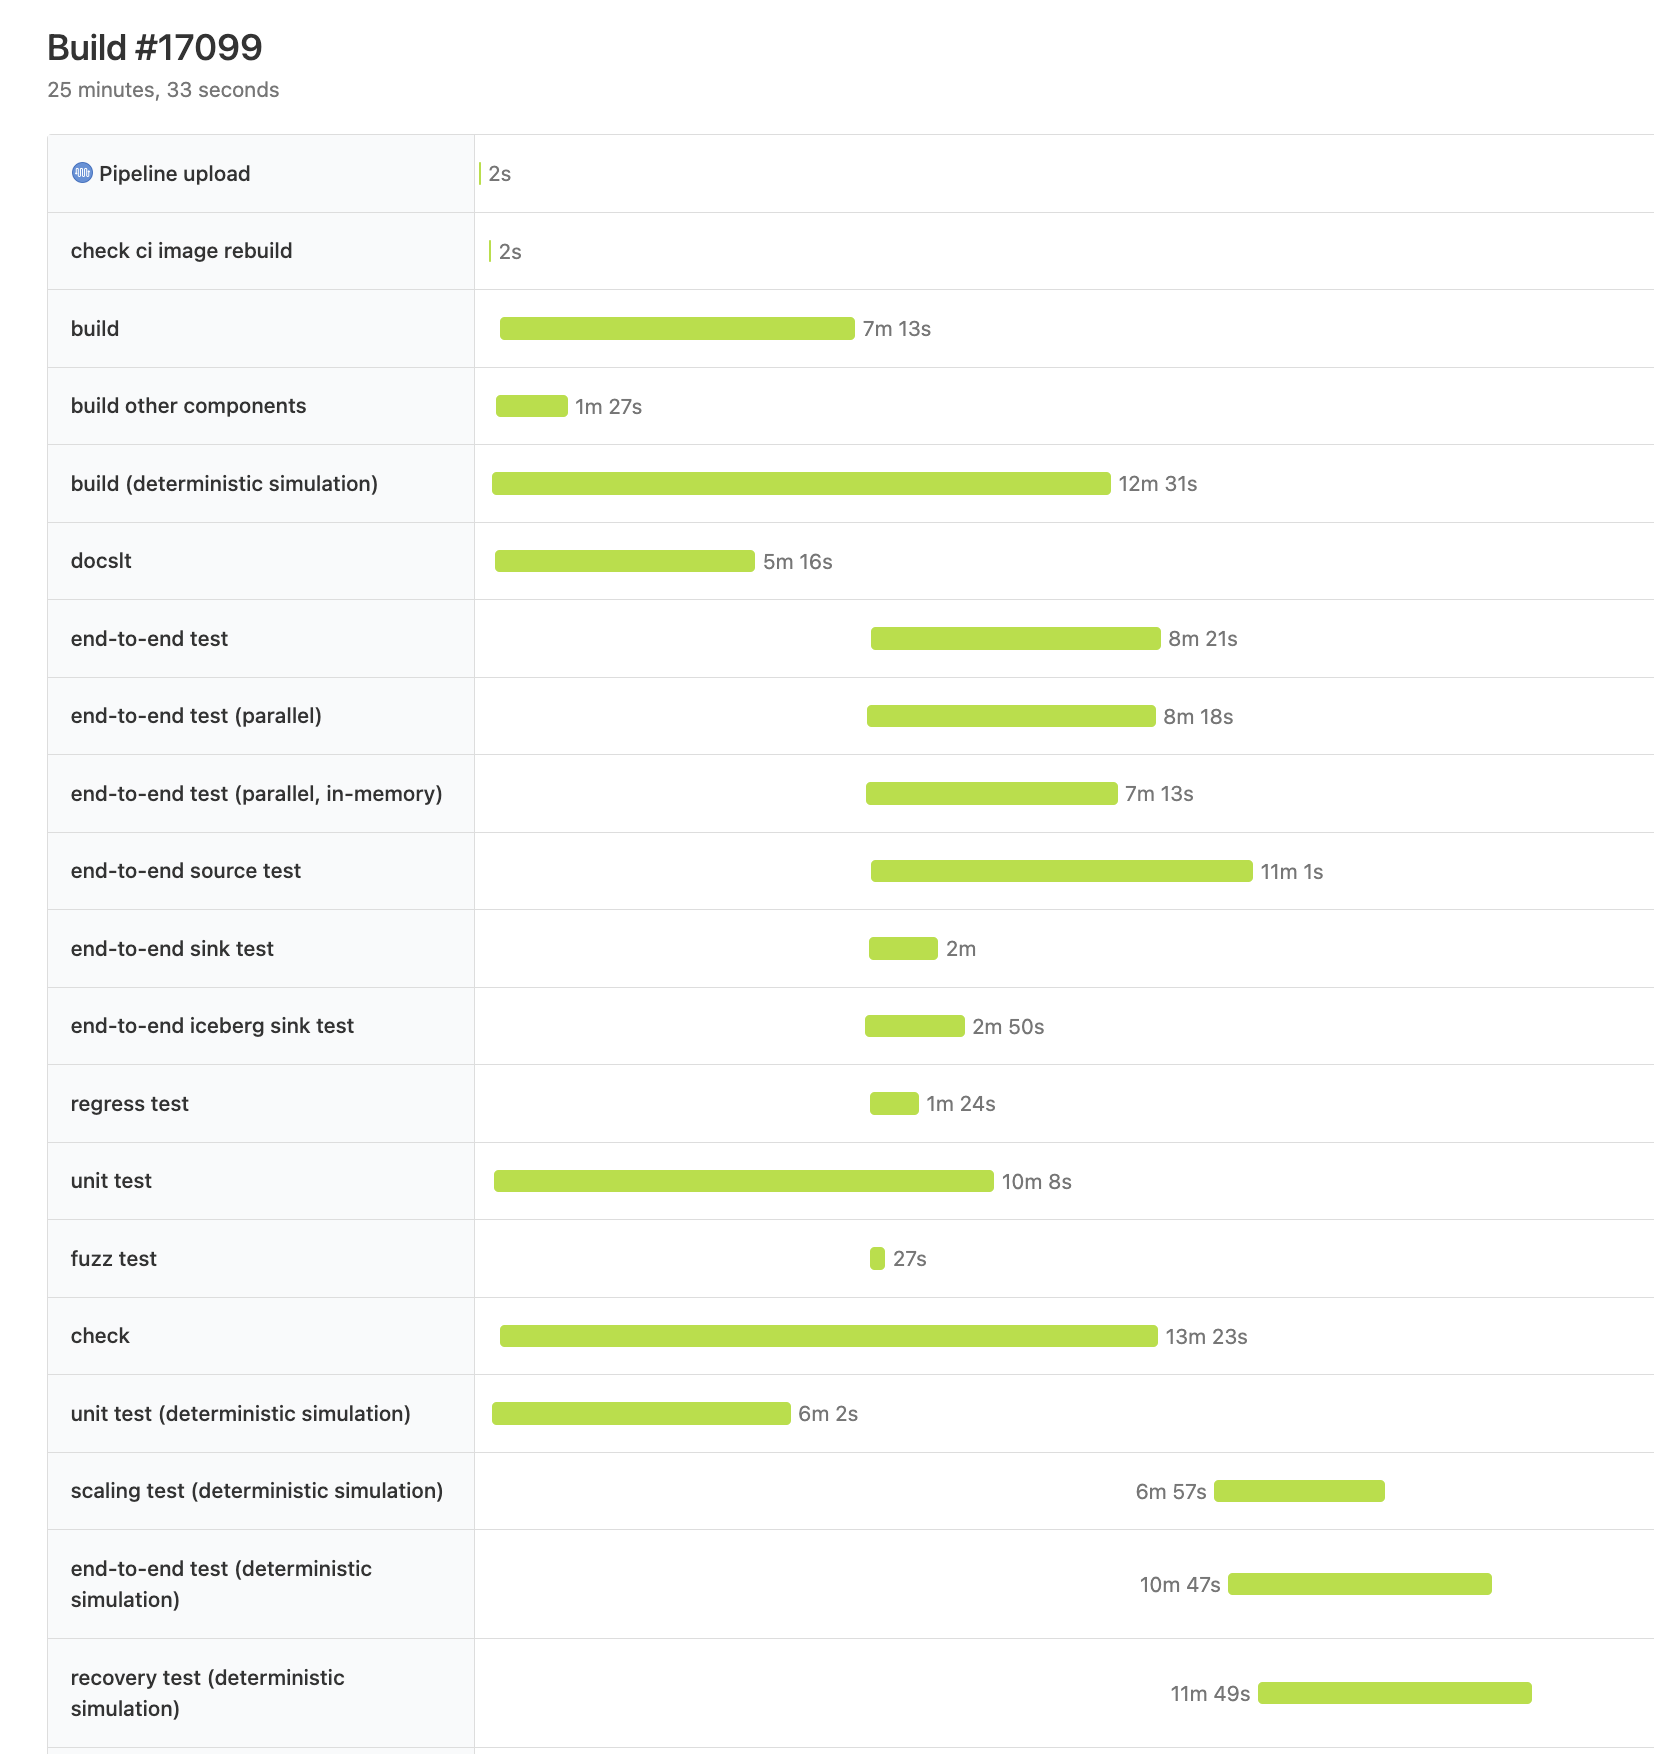 Build #17099
25 minutes, 33 seconds
Pipeline upload
2s
check ci image rebuild
2s
build
7m 13s
build other components
1m 27s
build (deterministic simulation)
12m 31s
docslt
5m 16s
end-to-end test
8m 21s
end-to-end test (parallel)
8m 18s
end-to-end test (parallel, in-memory)
7m 13s
end-to-end source test
11m 1s
end-to-end sink test
2m
end-to-end iceberg sink test
2m 50s
regress test
1m 24s
unit test
10m 8s
fuzz test
27s
check
13m 23s
unit test (deterministic simulation)
6m 2s
scaling test (deterministic simulation)
6m 57s
end-to-end test (deterministic
simulation)
10m 47s
recovery test (deterministic
simulation)
11m 49s